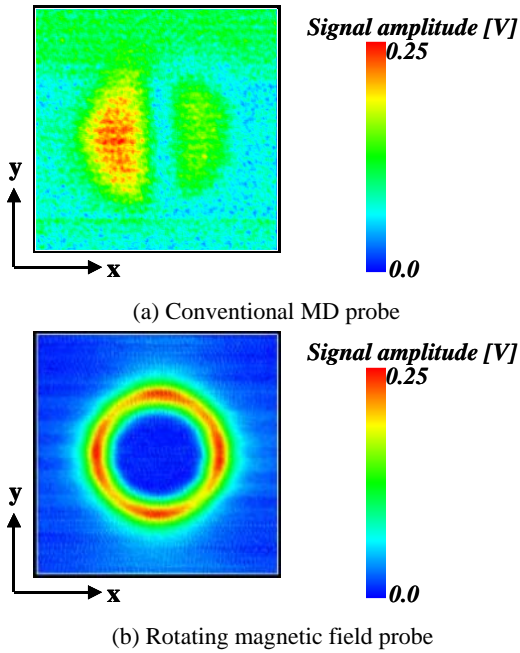 Signal amplitude [V]
0.25
0.0
y
x
(a) Conventional MD probe
Signal amplitude [V]
0.25
0.0
y
x
(b) Rotating magnetic field probe